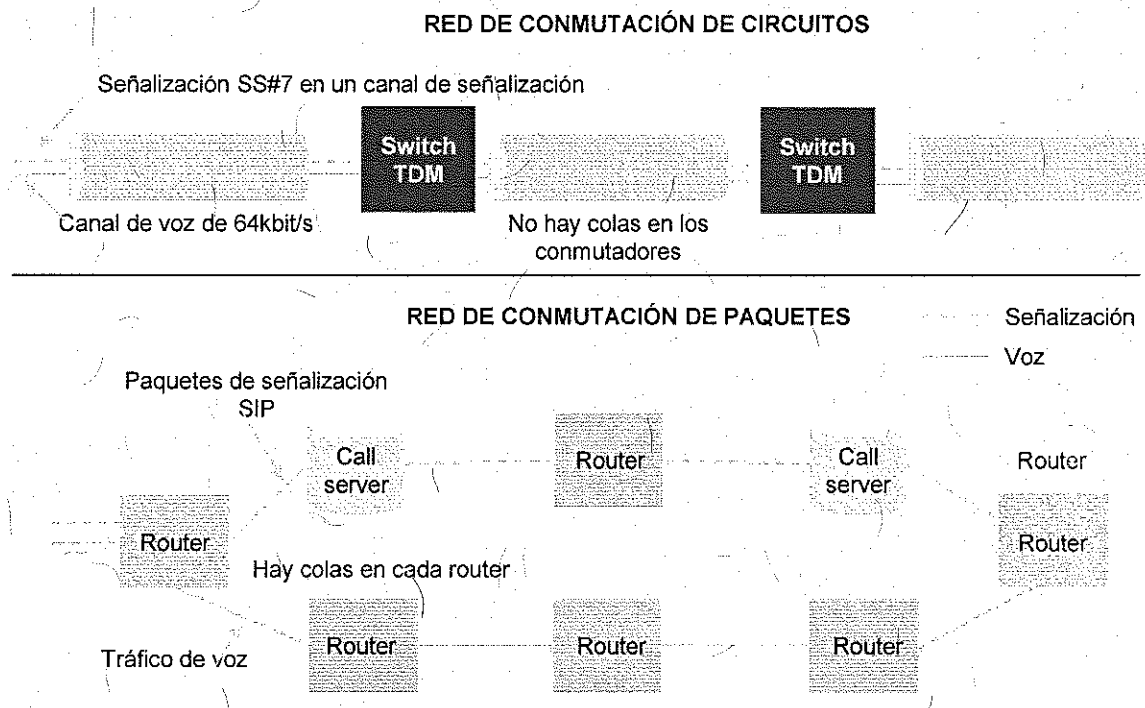 RED DE CONMUTACIÓN DE CIRCUITOS
Señalización SS#7 en un canal de señalización
Switch
TDM
Switch
TDM
Canal de voz de 64kbit/s
No hay colas en los
conmutadores
RED DE CONMUTACIÓN DE PAQUETES
Señalización
Voz
Paquetes de señalización
SIP
Call
server
Router
Call
server
Router
Router
Router
Hay colas en cada router
Router
Router
Router
Tráfico de voz